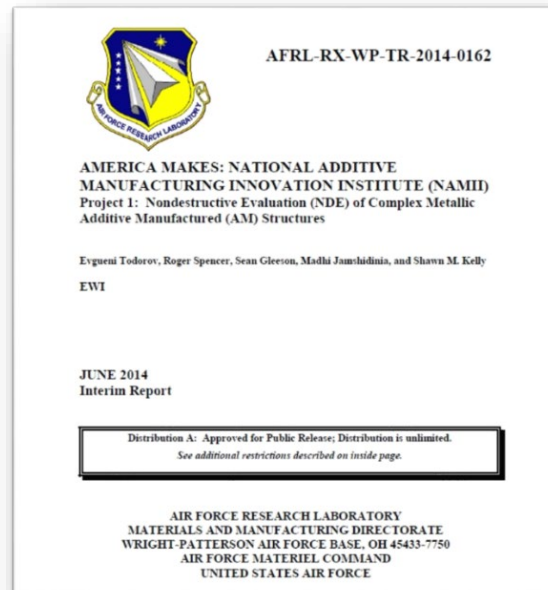 AFRL-RX-WP-TR-2014-0162
AIR FORCE RESEARCH LABORATORY
AMERICA MAKES: NATIONAL ADDITIVE
MANUFACTURING INNOVATION INSTITUTE (NAMII)
Project 1: Nondestructive Evaluation (NDE) of Complex Metallic
Additive Manufactured (AM) Structures
Evgueni Todorov, Roger Spencer, Sean Gleeson, Madhi Jamshidinia, and Shawn M. Kelly
EWI
JUNE 2014
Interim Report
Distribution A: Approved for Public Release; Distribution is unlimited.
See additional restrictions described on inside page.
AIR FORCE RESEARCH LABORATORY
MATERIALS AND MANUFACTURING DIRECTORATE
WRIGHT-PATTERSON AIR FORCE BASE, OH 45433-7750
AIR FORCE MATERIEL COMMAND
UNITED STATES AIR FORCE